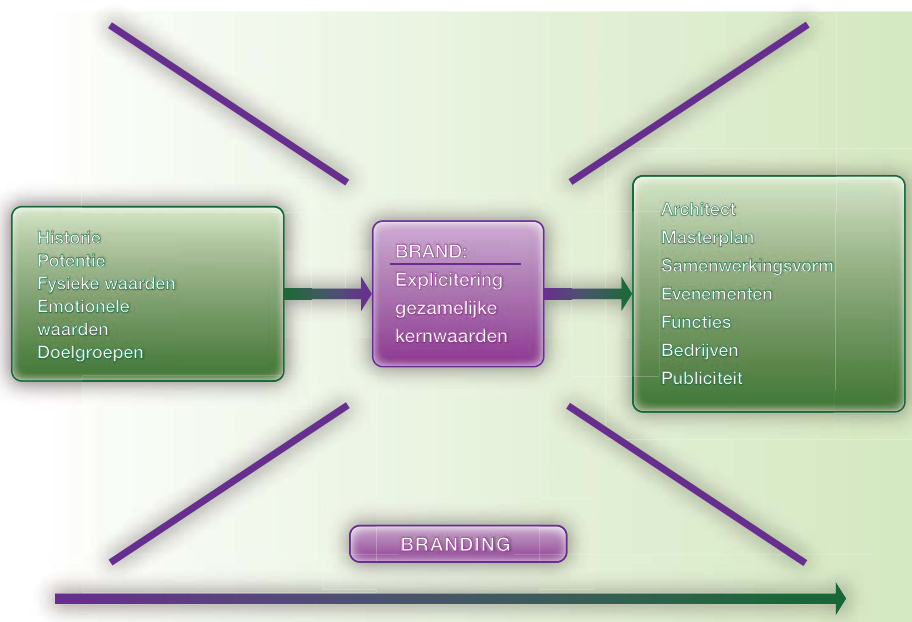 Historie
Potentie
Fysieke waarden
Emotionele
waarden
Doelgroepen
BRAND:
Explicitering
gezamelijke
kernwaarden
Architect
Masterplan
Samenwerkingsvorm
Evenementen
Functies
Bedrijven
Publiciteit
BRANDING